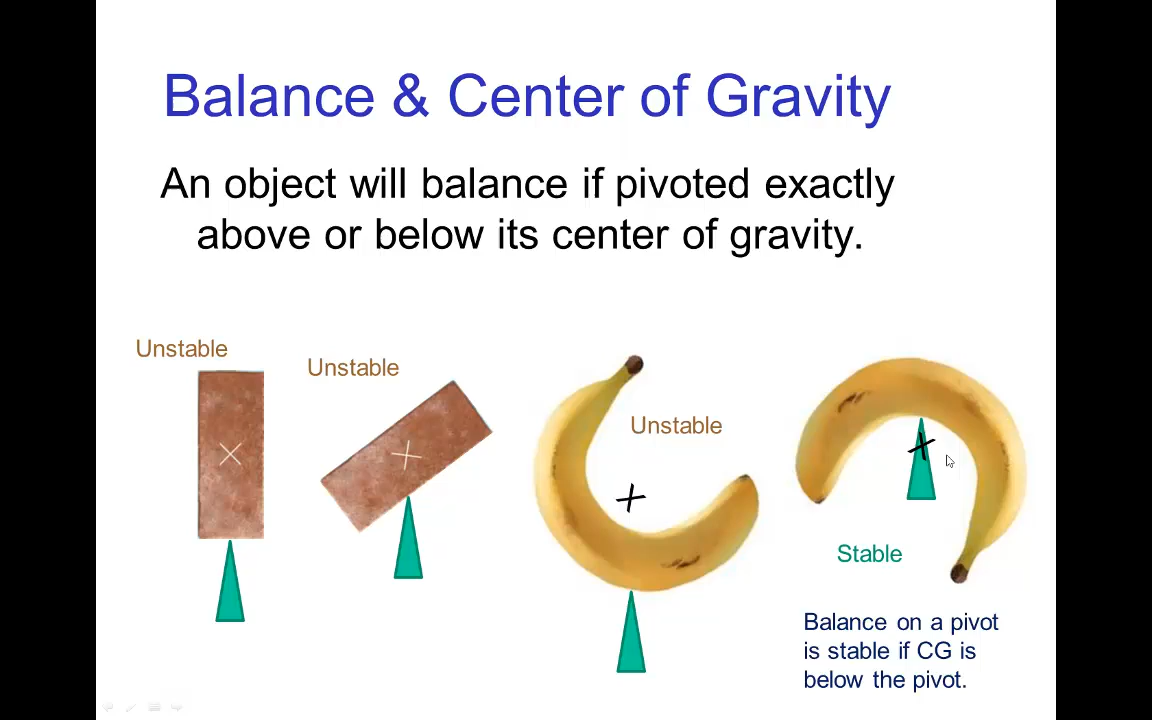 Balance & Center of Gravity
An object will balance if pivoted exactly
above or below its center of gravity.
Unstable
Unstable
Unstable
Stable
Balance on a pivot
is stable if CG is
below the pivot.